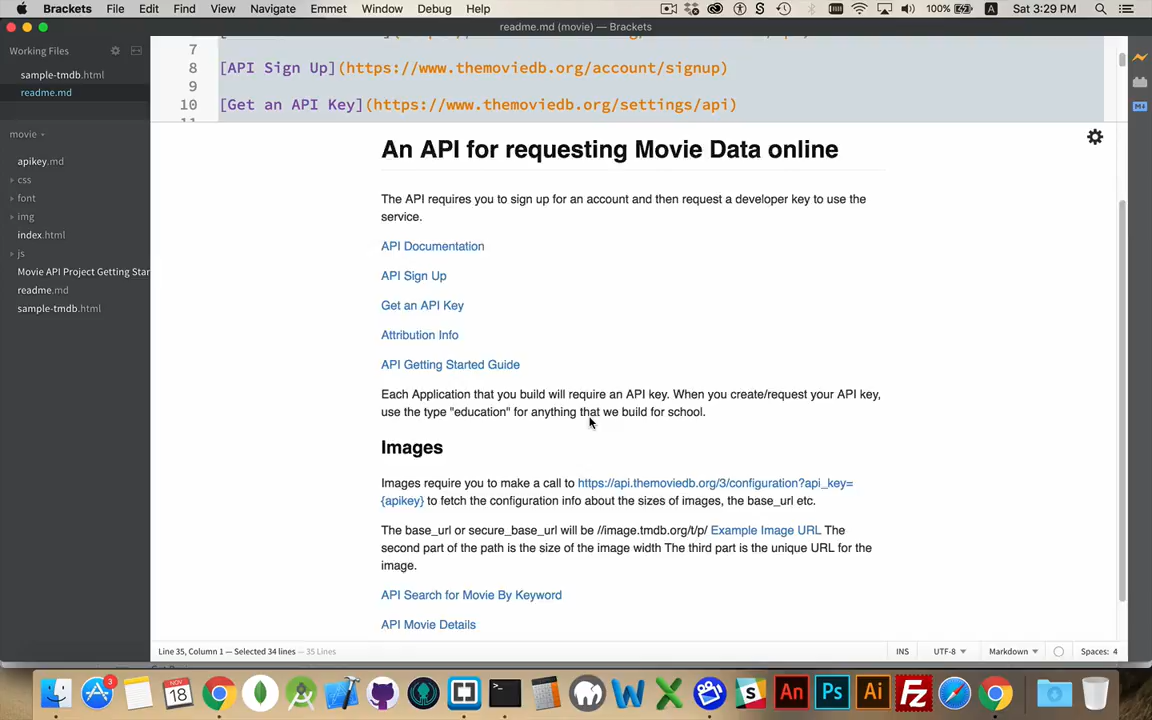 Brackets File Edit Find View Navigate Emmet Window Debug Help 100% A Sat 3:29 PM
readme.md (movie) — Brackets
Working Files
sample-tmdb.html
readme.md
movie
apikey.md
css
font
img
index.html
js
Movie API Project Getting Star
readme.md
sample-tmdb.html
7
8 [API Sign Up](https://www.themoviedb.org/account/signup)
9
10 [Get an API Key](https://www.themoviedb.org/settings/api)
An API for requesting Movie Data online
The API requires you to sign up for an account and then request a developer key to use the
service.
API Documentation
API Sign Up
Get an API Key
Attribution Info
API Getting Started Guide
Each Application that you build will require an API key. When you create/request your API key,
use the type "education" for anything that we build for school.
Images
Images require you to make a call to https://api.themoviedb.org/3/configuration?api_key=
{apikey} to fetch the configuration info about the sizes of images, the base_url etc.
The base_url or secure_base_url will be //image.tmdb.org/t/p/ Example Image URL The
second part of the path is the size of the image width The third part is the unique URL for the
image.
API Search for Movie By Keyword
API Movie Details
Line 35, Column 1 — Selected 34 lines — 35 Lines
INS UTF-8 Markdown Spaces: 4
3
NOV
18
S An Ps Ai FZ